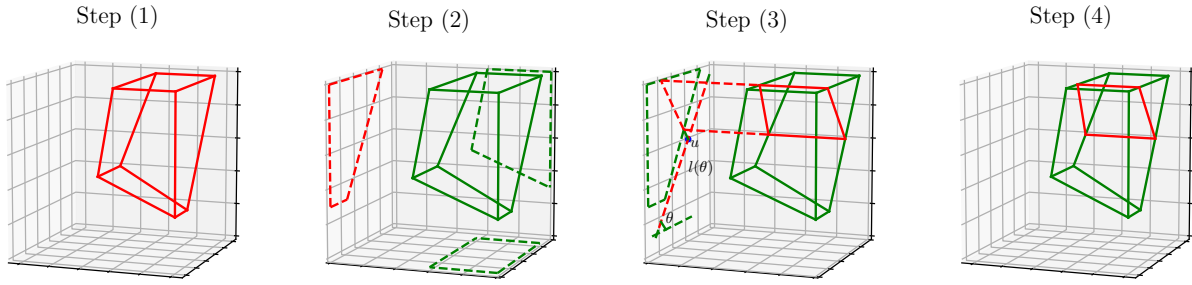 Step (1)
Step (2)
Step (3)
Step (4)
u
l(θ)
θ